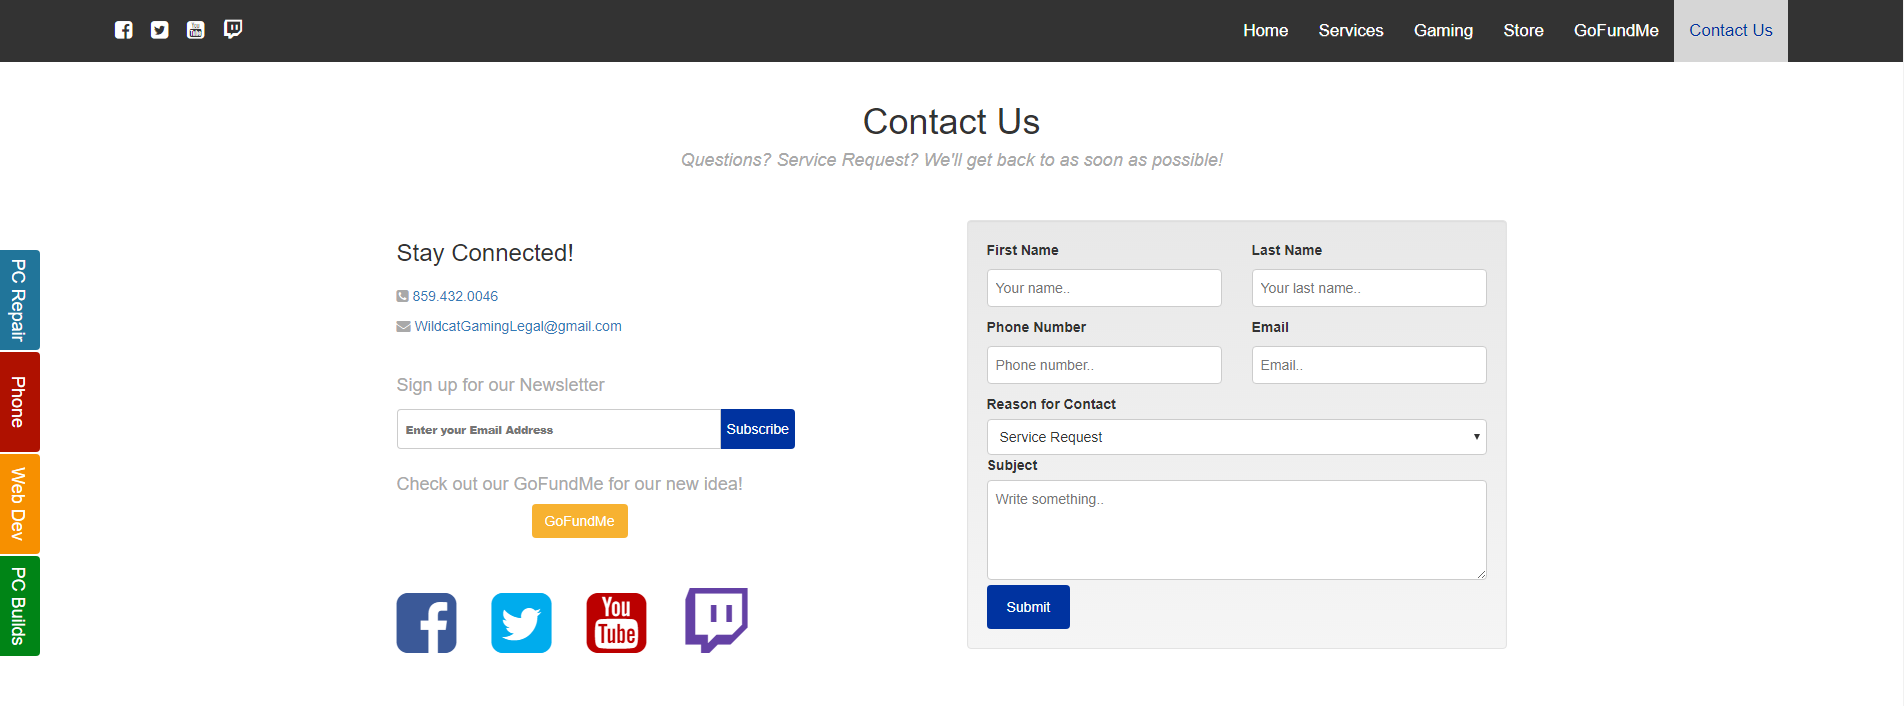 Home Services Gaming Store GoFundMe Contact Us
Contact Us
Questions? Service Request? We'll get back to as soon as possible!
PC Repair
Phone
Web Dev
PC Builds
Stay Connected!
859.432.0046
WildcatGamingLegal@gmail.com
Sign up for our Newsletter
Enter your Email Address Subscribe
Check out our GoFundMe for our new idea!
GoFundMe
You
Tube
First Name Last Name
Your name.. Your last name..
Phone Number Email
Phone number.. Email..
Reason for Contact
Service Request
Subject
Write something..
Submit